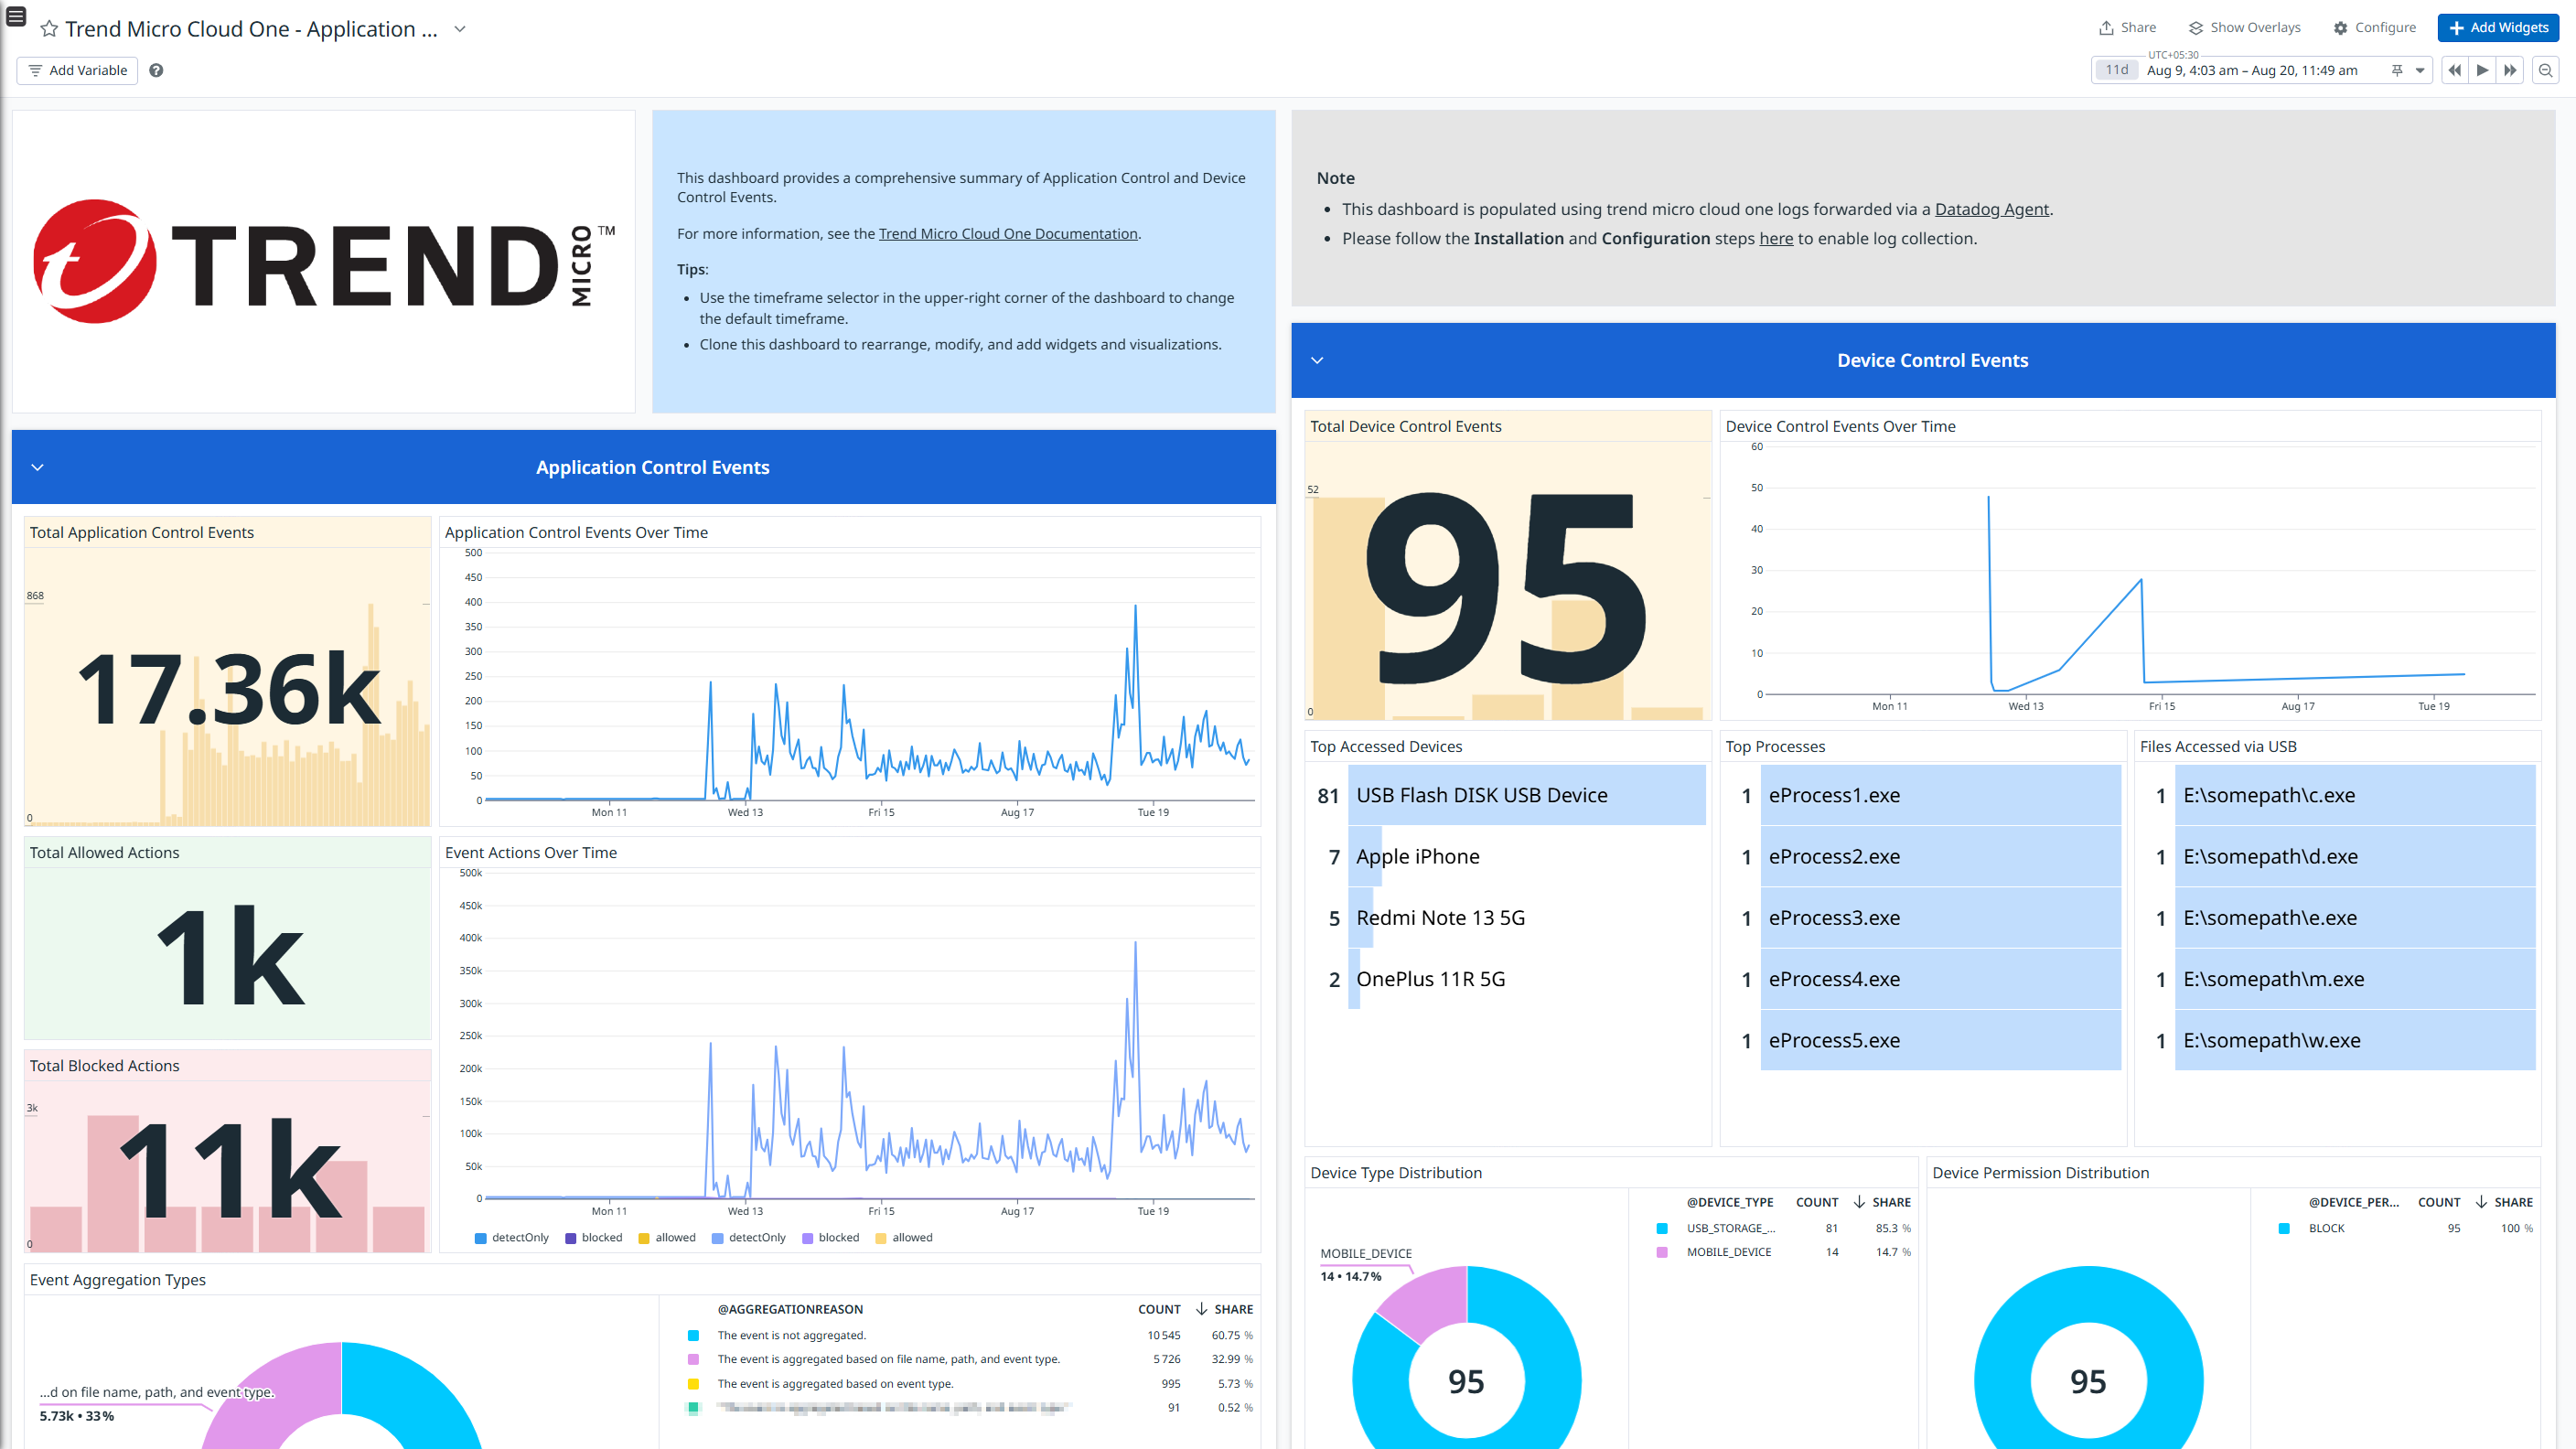 Trend Micro Cloud One - Application ...
Share
Show Overlays
Configure
Add Widgets
Add Variable
UTC+05:30
11d
Aug 9, 4:03 am – Aug 20, 11:49 am
TREND MICRO™
This dashboard provides a comprehensive summary of Application Control and Device
Control Events.
For more information, see the Trend Micro Cloud One Documentation.
Tips:
• Use the timeframe selector in the upper-right corner of the dashboard to change
the default timeframe.
• Clone this dashboard to rearrange, modify, and add widgets and visualizations.
Note
• This dashboard is populated using trend micro cloud one logs forwarded via a Datadog Agent.
• Please follow the Installation and Configuration steps here to enable log collection.
Application Control Events
Total Application Control Events
868
17.36k
0
Application Control Events Over Time
500
450
400
350
300
250
200
150
100
50
0
Mon 11 Wed 13 Fri 15 Aug 17 Tue 19
Total Allowed Actions
1k
Total Blocked Actions
3k
11k
0
Event Actions Over Time
500k
450k
400k
350k
300k
250k
200k
150k
100k
50k
0
Mon 11 Wed 13 Fri 15 Aug 17 Tue 19
detectOnly blocked allowed detectOnly blocked allowed
Event Aggregation Types
...d on file name, path, and event type.
5.73k • 33%
@AGGREGATIONREASON COUNT SHARE
The event is not aggregated. 10 545 60.75 %
The event is aggregated based on file name, path, and event type. 5 726 32.99 %
The event is aggregated based on event type. 995 5.73 %
91 0.52 %
Device Control Events
Total Device Control Events
52
95
0
Device Control Events Over Time
60
50
40
30
20
10
0
Mon 11 Wed 13 Fri 15 Aug 17 Tue 19
Top Accessed Devices
81 USB Flash DISK USB Device
7 Apple iPhone
5 Redmi Note 13 5G
2 OnePlus 11R 5G
Top Processes
1 eProcess1.exe
1 eProcess2.exe
1 eProcess3.exe
1 eProcess4.exe
1 eProcess5.exe
Files Accessed via USB
1 E:\somepath\c.exe
1 E:\somepath\d.exe
1 E:\somepath\e.exe
1 E:\somepath\m.exe
1 E:\somepath\w.exe
Device Type Distribution
MOBILE_DEVICE
14 • 14.7%
95
@DEVICE_TYPE COUNT SHARE
USB_STORAGE_... 81 85.3 %
MOBILE_DEVICE 14 14.7 %
Device Permission Distribution
95
@DEVICE_PER... COUNT SHARE
BLOCK 95 100 %